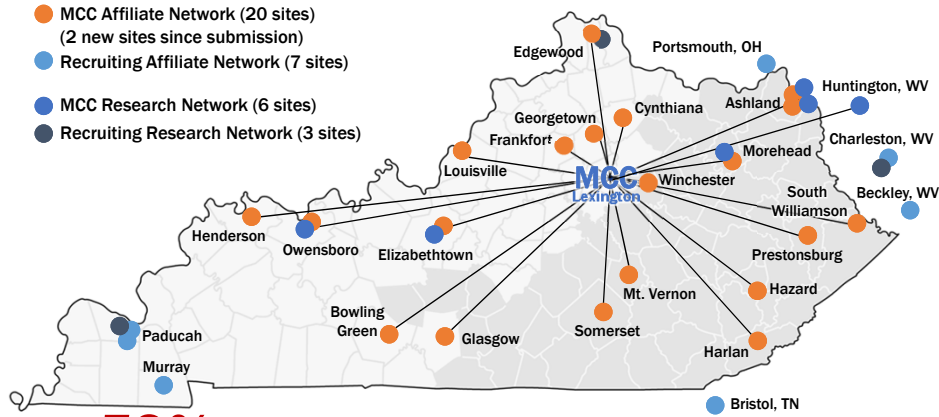 MCC Affiliate Network (20 sites)
(2 new sites since submission)
Recruiting Affiliate Network (7 sites)
MCC Research Network (6 sites)
Recruiting Research Network (3 sites)
Edgewood
Portsmouth, OH
Huntington, WV
Ashland
Cynthiana
Georgetown
Frankfort
Charleston, WV
Morehead
Louisville
MCC
Lexington
Winchester
Beckley, WV
South
Williamson
Henderson
Owensboro
Elizabethtown
Prestonsburg
Hazard
Mt. Vernon
Bowling
Green
Somerset
Glasgow
Paducah
Harlan
Murray
Bristol, TN